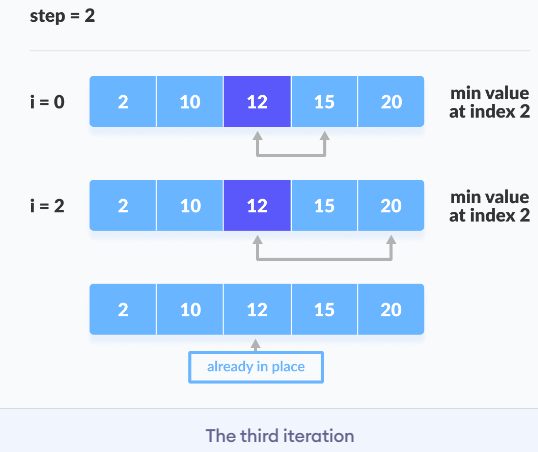 step = 2
i = 0
2 10 12 15 20
min value
at index 2
i = 2
2 10 12 15 20
min value
at index 2
2 10 12 15 20
already in place
The third iteration